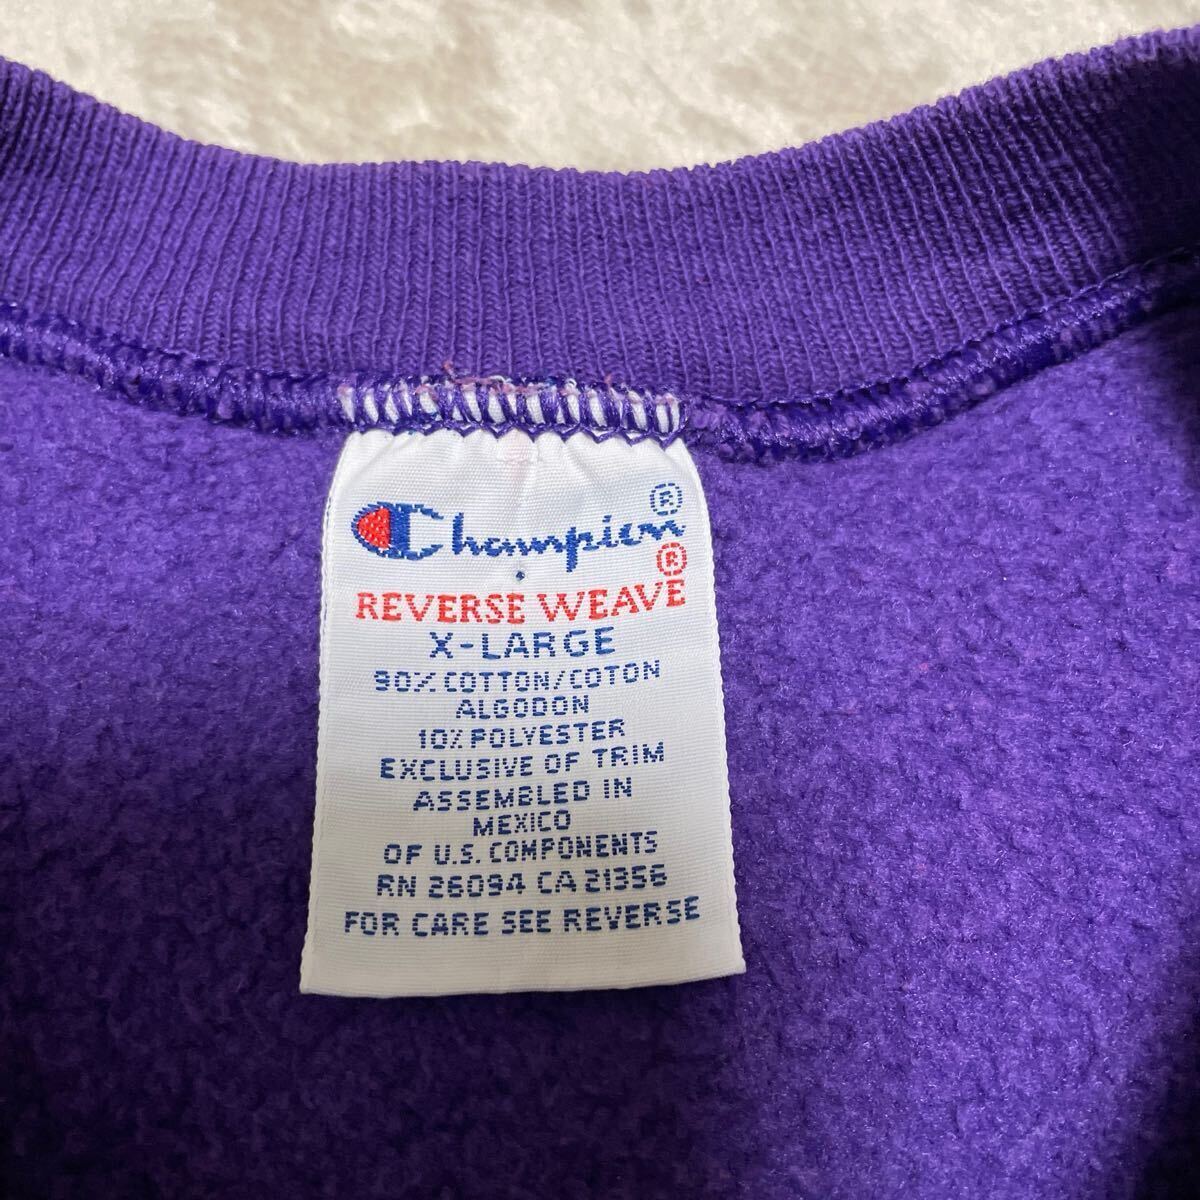 Champion®
REVERSE WEAVE®
X-LARGE
90% COTTON/COTON
ALGODON
10% POLYESTER
EXCLUSIVE OF TRIM
ASSEMBLED IN
MEXICO
OF U.S. COMPONENTS
RN 26094 CA 21356
FOR CARE SEE REVERSE